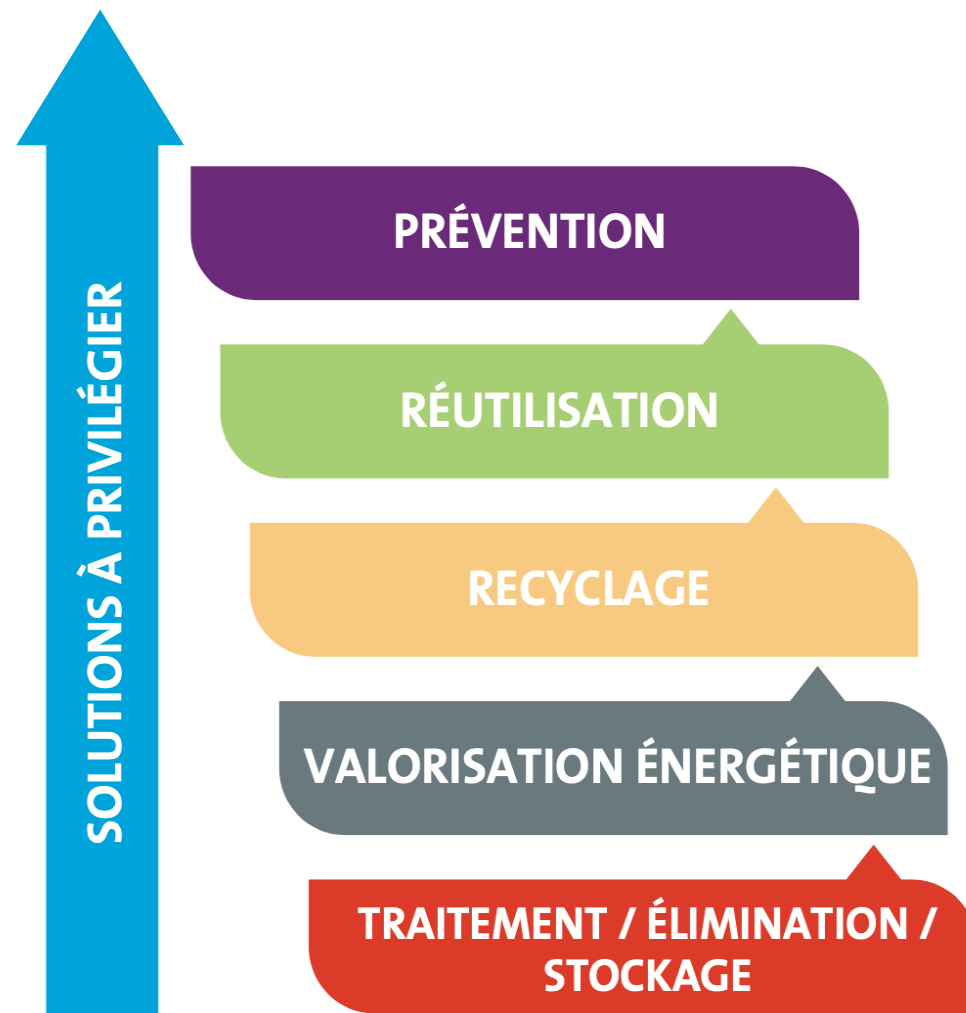 SOLUTIONS À PRIVILÉGIER
PRÉVENTION
RÉUTILISATION
RECYCLAGE
VALORISATION ÉNERGÉTIQUE
TRAITEMENT / ÉLIMINATION /
STOCKAGE